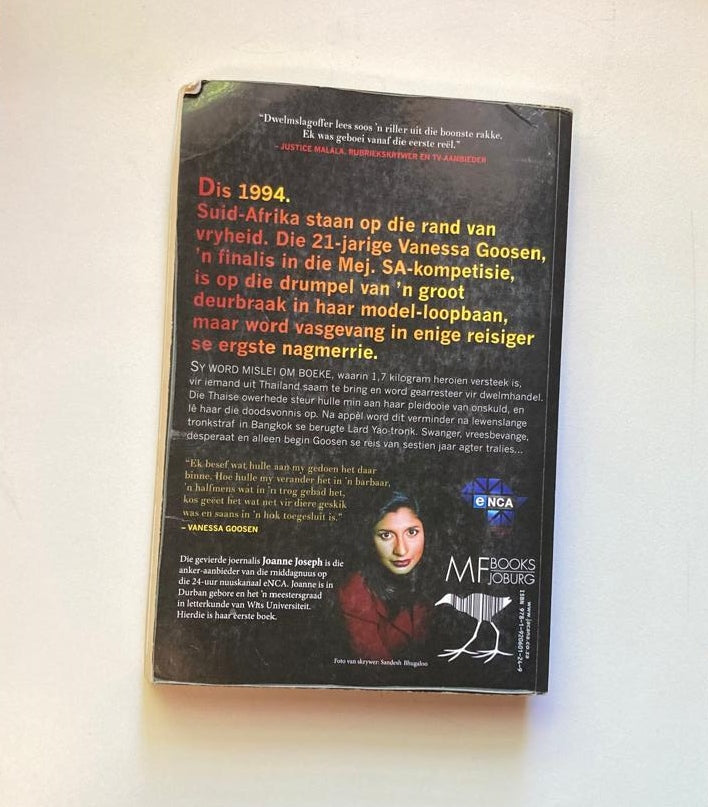 "Dwelmslagoffer lees soos 'n riller uit die boonste rakke.
Ek was geboei vanaf die eerste reël."
- JUSTICE MALALA, RUBRIEKSKRYWER EN TV-AANBIEDER
Dis 1994.
Suid-Afrika staan op die rand van
vryheid. Die 21-jarige Vanessa Goosen,
'n finalis in die Mej. SA-kompetisie,
is op die drumpel van 'n groot
deurbraak in haar model-loopbaan,
maar word vasgevang in enige reisiger
se ergste nagmerrie.
SY WORD MISLEI OM BOEKE, waarin 1,7 kilogram heroïen versteek is,
vir iemand uit Thailand saam te bring en word gearresteer vir dwelmhandel.
Die Thaise owerhede steur hulle min aan haar pleidooie van onskuld, en
lê haar die doodsvonnis op. Na appèl word dit verminder na lewenslange
tronkstraf in Bangkok se berugte Lard Yao-tronk. Swanger, vreesbevange,
desperaat en alleen begin Goosen se reis van sestien jaar agter tralies...
"Ek besef wat hulle aan my gedoen het daar
binne. Hoe hulle my verander het in 'n barbaar,
'n halfmens wat in 'n trog gebad het,
kos geëet het wat net vir diere geskik
was en saans in 'n hok toegesluit is."
– VANESSA GOOSEN
eNCA
Die gevierde joernalis Joanne Joseph is die
anker-aanbieder van die middagnuus op
die 24-uur nuuskanaal eNCA. Joanne is in
Durban gebore en het 'n meestersgraad
in letterkunde van Wits Universiteit.
Hierdie is haar eerste boek.
MF BOOKS
JOBURG
www.jacana.co.za
ISBN 978-1-920601-24-9
Foto van skrywer: Sandesh Bhugaloo